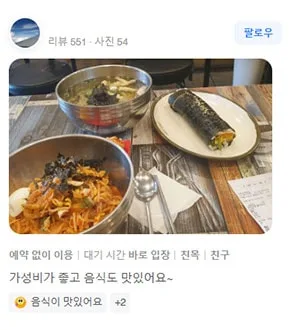 리뷰 551 · 사진 54
팔로우
예약 없이 이용 | 대기 시간 바로 입장 | 친목 | 친구
가성비가 좋고 음식도 맛있어요~
음식이 맛있어요
+2